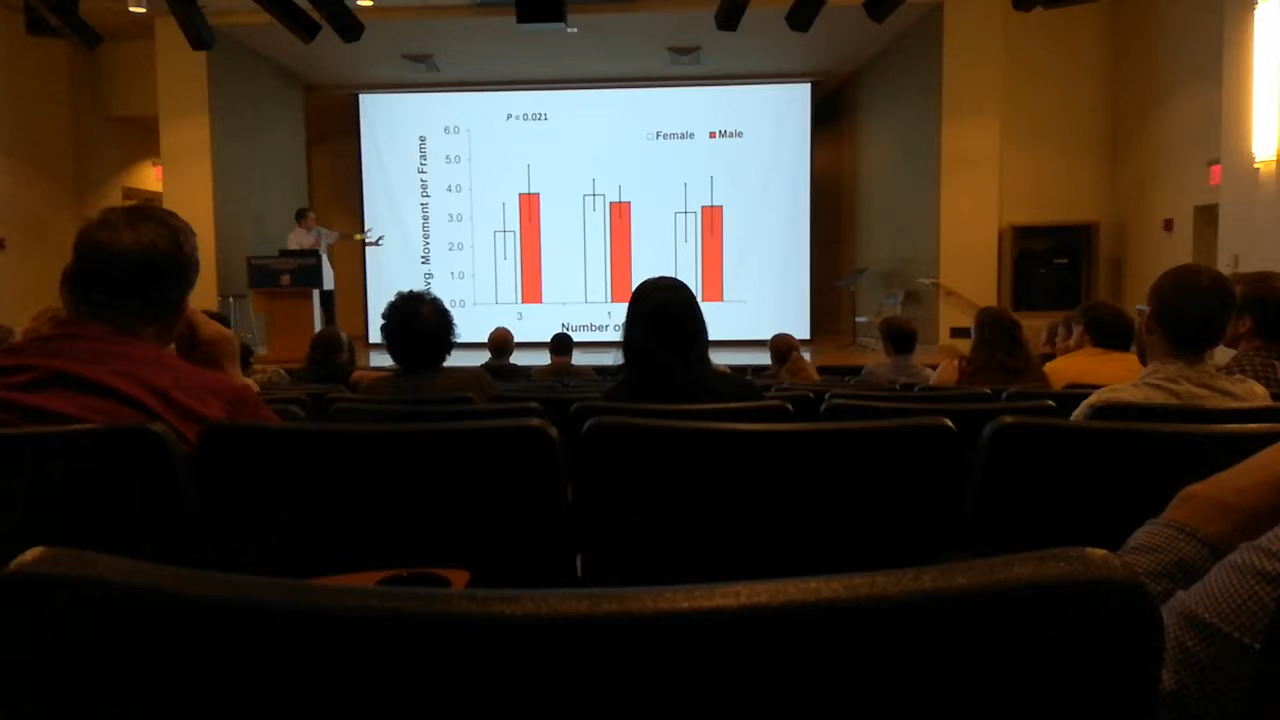 P = 0.021
Female Male
6.0
5.0
4.0
3.0
2.0
1.0
0.0
Avg. Movement per Frame
3 1
Number of